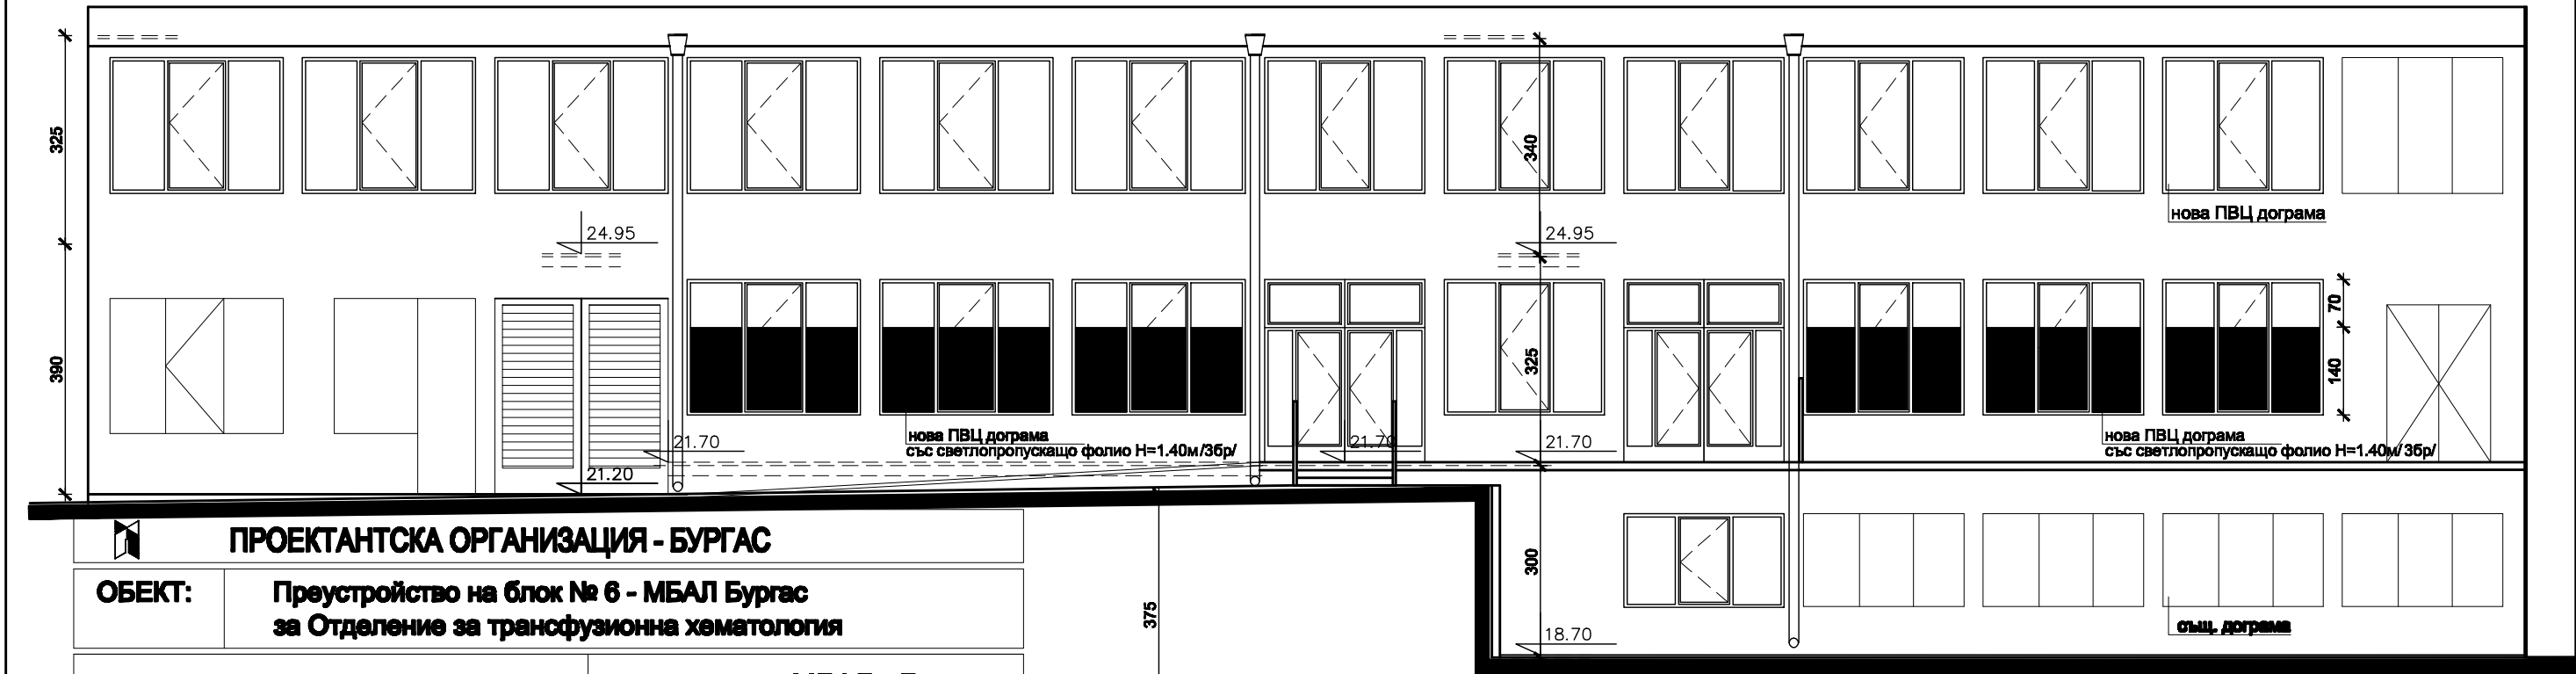 325
340
нова ПВЦ дограма
24.95
24.95
70
390
325
140
нова ПВЦ дограма
със светлопропускащо фолио H=1.40м/3бр/
нова ПВЦ дограма
със светлопропускащо фолио H=1.40м/3бр/
21.70
21.70
21.70
21.20
ПРОЕКТАНТСКА ОРГАНИЗАЦИЯ - БУРГАС
ОБЕКТ:
Преустройство на блок № 6 - МБАЛ Бургас
за Отделение за трансфузионна хематология
375
300
18.70
същ. дограма